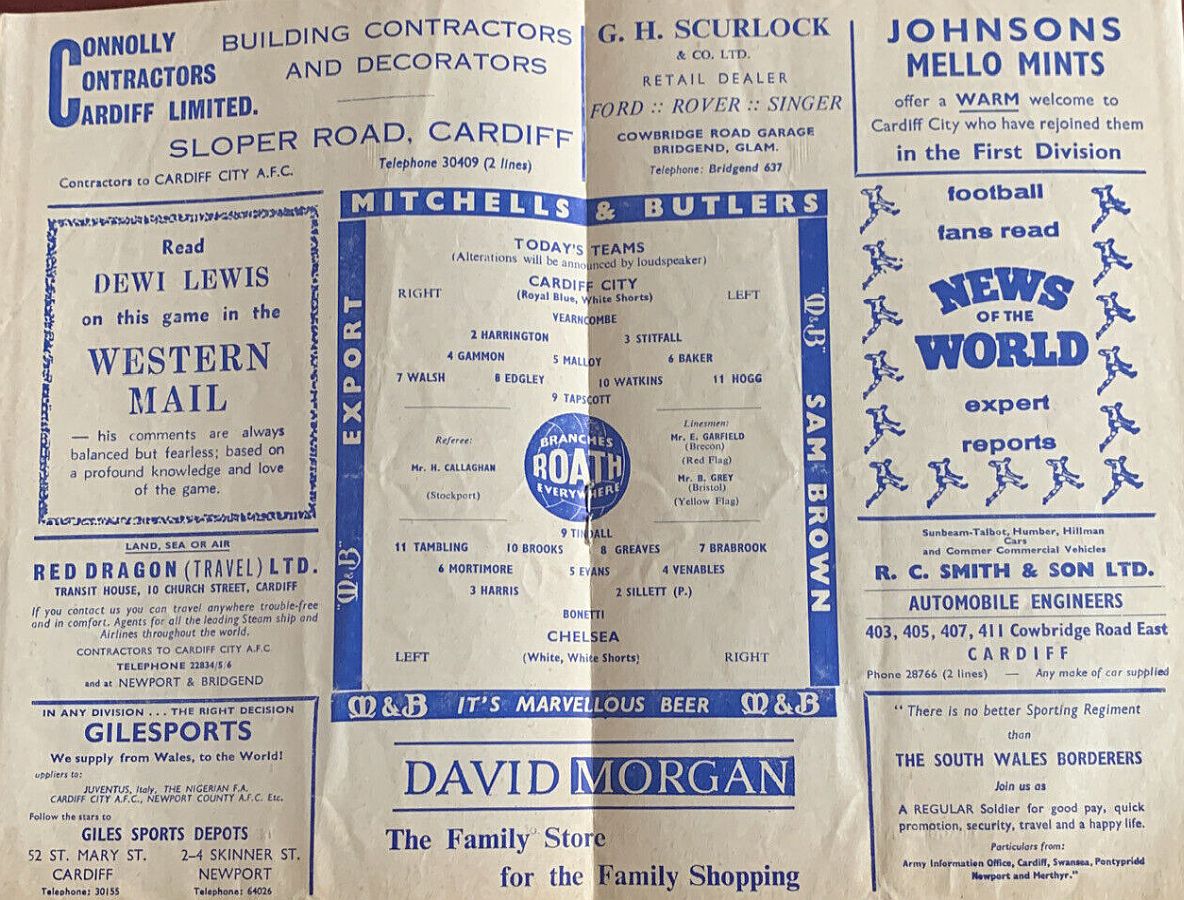 CONNOLLY
CONTRACTORS
CARDIFF LIMITED.
BUILDING CONTRACTORS
AND DECORATORS
SLOPER ROAD, CARDIFF
Telephone 30409 (2 lines)
Contractors to CARDIFF CITY A.F.C.
G. H. SCURLOCK
& CO. LTD.
RETAIL DEALER
FORD :: ROVER :: SINGER
COWBRIDGE ROAD GARAGE
BRIDGEND, GLAM.
Telephone: Bridgend 637
JOHNSONS
MELLO MINTS
offer a WARM welcome to
Cardiff City who have rejoined them
in the First Division
Read
DEWI LEWIS
on this game in the
WESTERN
MAIL
— his comments are always
balanced but fearless; based on
a profound knowledge and love
of the game.
MITCHELLS & BUTLERS
EXPORT
"M&B"
"M&B"
SAM BROWN
TODAY'S TEAMS
(Alterations will be announced by loudspeaker)
CARDIFF CITY
RIGHT (Royal Blue, White Shorts) LEFT
YEARNCOMBE
2 HARRINGTON 3 STITFALL
4 GAMMON 5 MALLOY 6 BAKER
7 WALSH 8 EDGLEY 10 WATKINS 11 HOGG
9 TAPSCOTT
Referee:
Mr. H. CALLAGHAN
(Stockport)
BRANCHES
ROATH
EVERYWHERE
Linesmen:
Mr. E. GARFIELD
(Brecon)
(Red Flag)
Mr. B. GREY
(Bristol)
(Yellow Flag)
9 TINDALL
11 TAMBLING 10 BROOKS 8 GREAVES 7 BRABROOK
6 MORTIMORE 5 EVANS 4 VENABLES
3 HARRIS 2 SILLETT (P.)
BONETTI
CHELSEA
LEFT (White, White Shorts) RIGHT
M&B IT'S MARVELLOUS BEER M&B
football
fans read
NEWS
OF THE
WORLD
expert
reports
LAND, SEA OR AIR
RED DRAGON (TRAVEL) LTD.
TRANSIT HOUSE, 10 CHURCH STREET, CARDIFF
If you contact us you can travel anywhere trouble-free
and in comfort. Agents for all the leading Steam ship and
Airlines throughout the world.
CONTRACTORS TO CARDIFF CITY A.F.C
TELEPHONE 22834/5/6
and at NEWPORT & BRIDGEND
Sunbeam-Talbot, Humber, Hillman
Cars
and Commer Commercial Vehicles
R. C. SMITH & SON LTD.
AUTOMOBILE ENGINEERS
403, 405, 407, 411 Cowbridge Road East
CARDIFF
Phone 28766 (2 lines) — Any make of car supplied
IN ANY DIVISION . . . THE RIGHT DECISION
GILESPORTS
We supply from Wales, to the World!
uppliers to:
JUVENTUS, Italy, THE NIGERIAN F.A.
CARDIFF CITY A.F.C., NEWPORT COUNTY A.F.C. Etc.
Follow the stars to
GILES SPORTS DEPOTS
52 ST. MARY ST. 2-4 SKINNER ST.
CARDIFF NEWPORT
Telephone: 30155 Telephone: 64026
DAVID MORGAN
The Family Store
for the Family Shopping
"There is no better Sporting Regiment
than
THE SOUTH WALES BORDERERS
Join us as
A REGULAR Soldier for good pay, quick
promotion, security, travel and a happy life.
Particulars from:
Army Information Office, Cardiff, Swansea, Pontypridd
Newport and Merthyr."